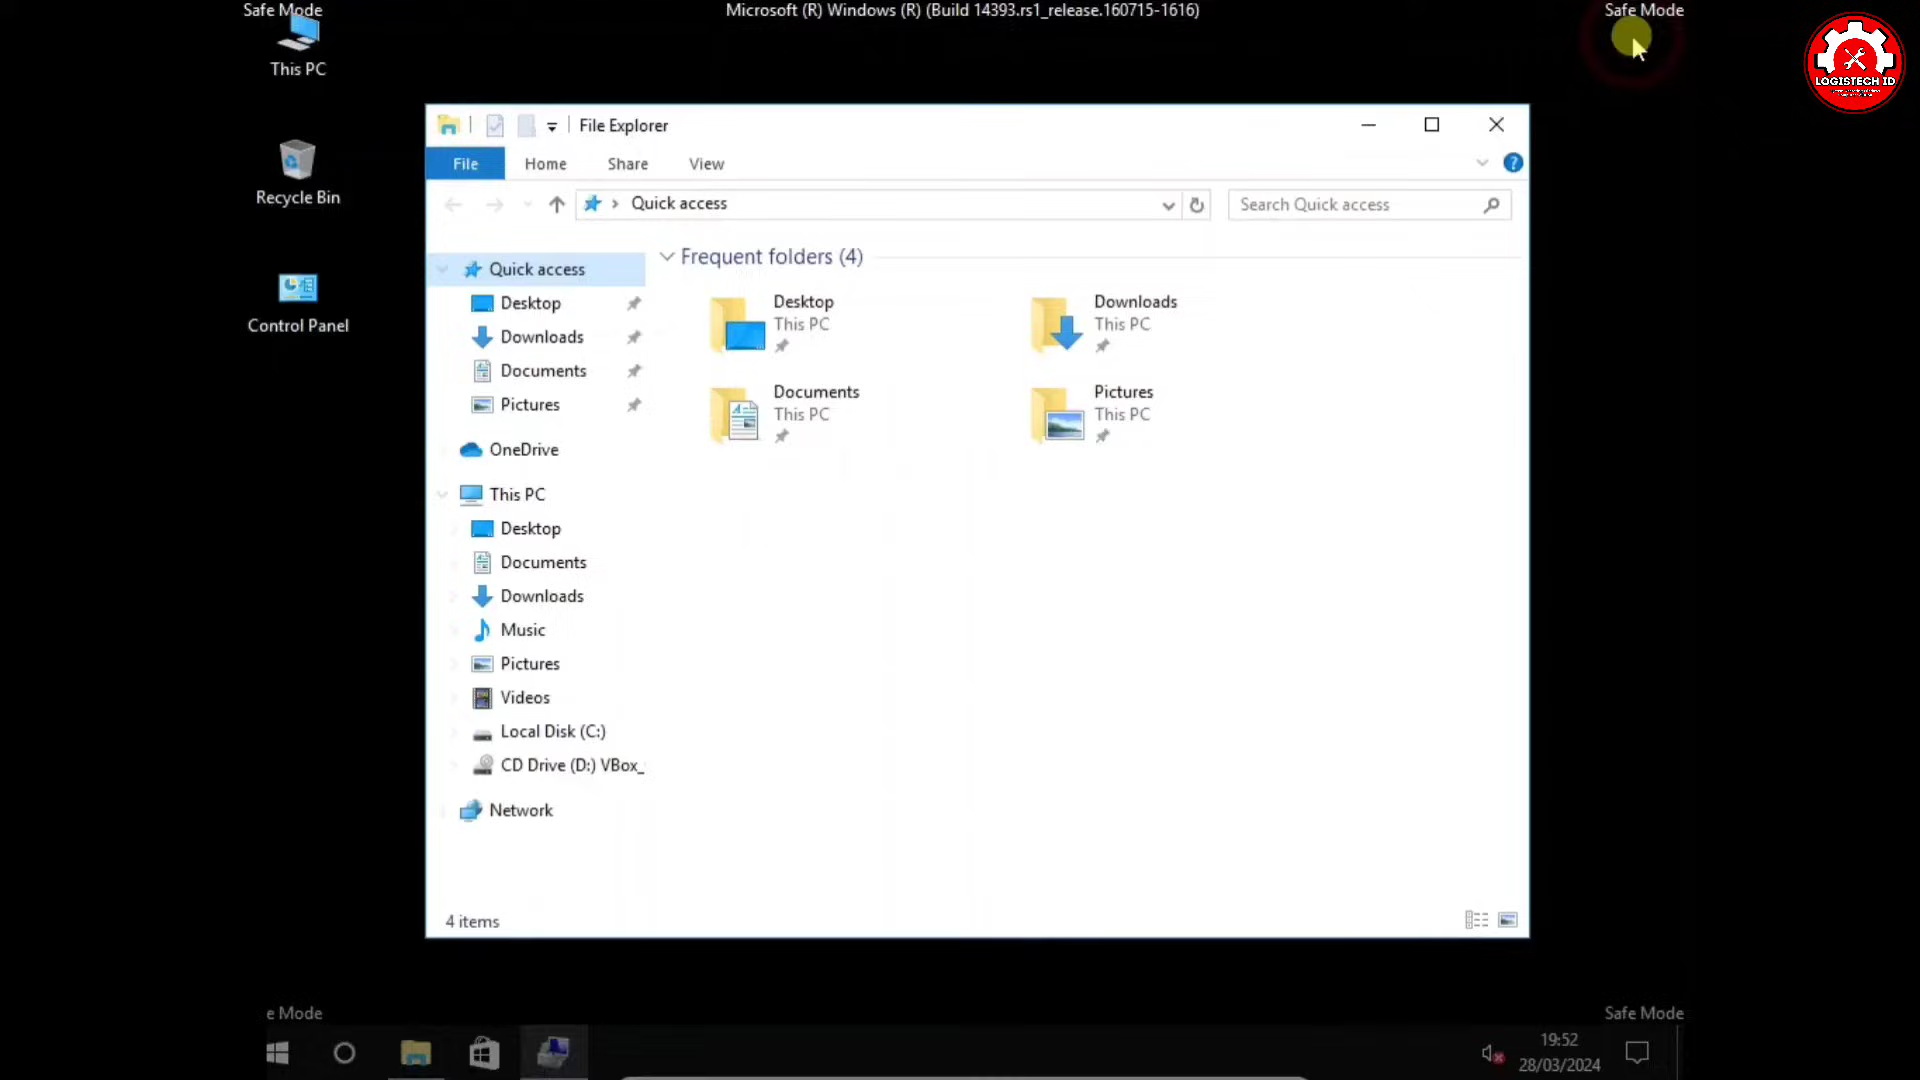 Safe Mode
Microsoft (R) Windows (R) (Build 14393.rs1_release.160715-1616)
Safe Mode
This PC
LOGISTECH ID
File Explorer
File
Home
Share
View
Recycle Bin
Quick access
Search Quick access
Control Panel
Quick access
Desktop
Downloads
Documents
Pictures
OneDrive
This PC
Desktop
Documents
Downloads
Music
Pictures
Videos
Local Disk (C:)
CD Drive (D:) VBox_
Network
Frequent folders (4)
Desktop
This PC
Downloads
This PC
Documents
This PC
Pictures
This PC
4 items
e Mode
Safe Mode
19:52
28/03/2024